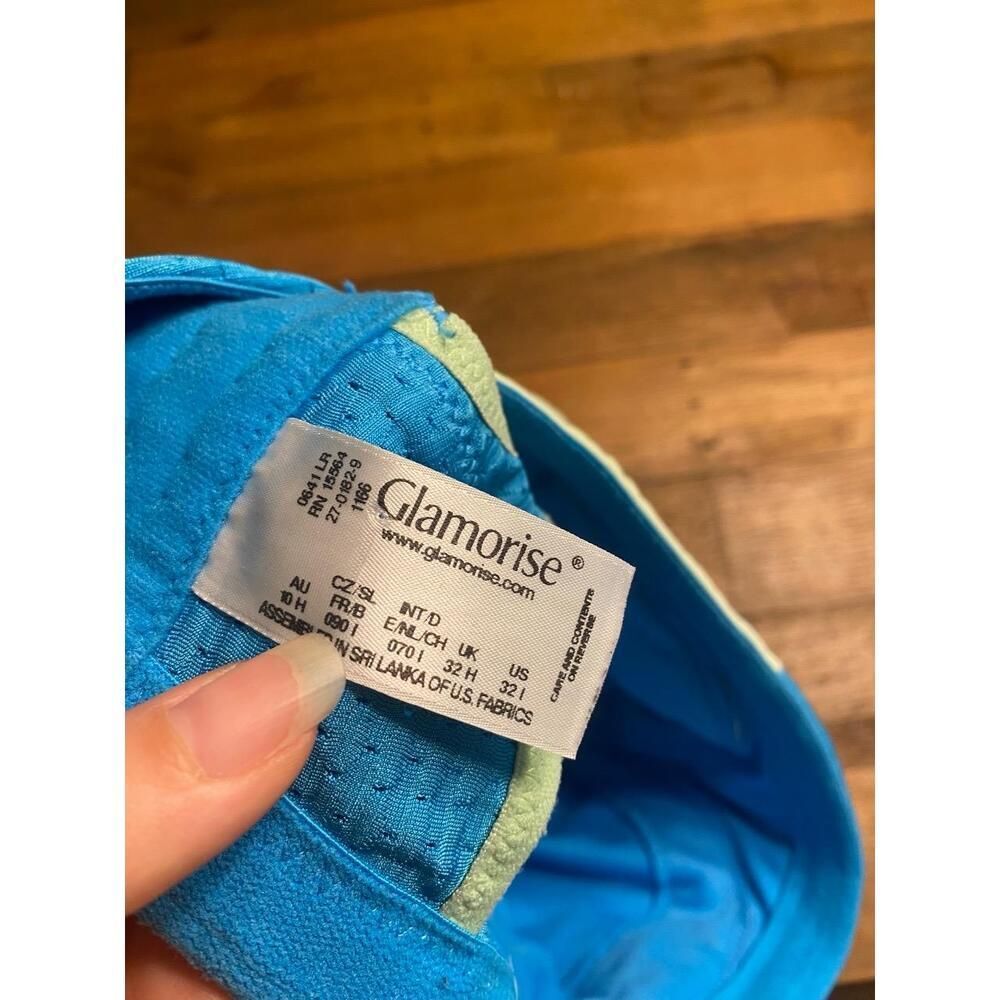 0641 LR
RN 15564
27-0182-9
1166
Glamorise®
www.glamorise.com
AU CZ/SL INT/D
FR/B E/NL/CH UK US
10 H 090 I 070 I 32 H 32 I
ASSEMBLED IN SRI LANKA OF U.S. FABRICS
CARE AND CONTENTS
ON REVERSE